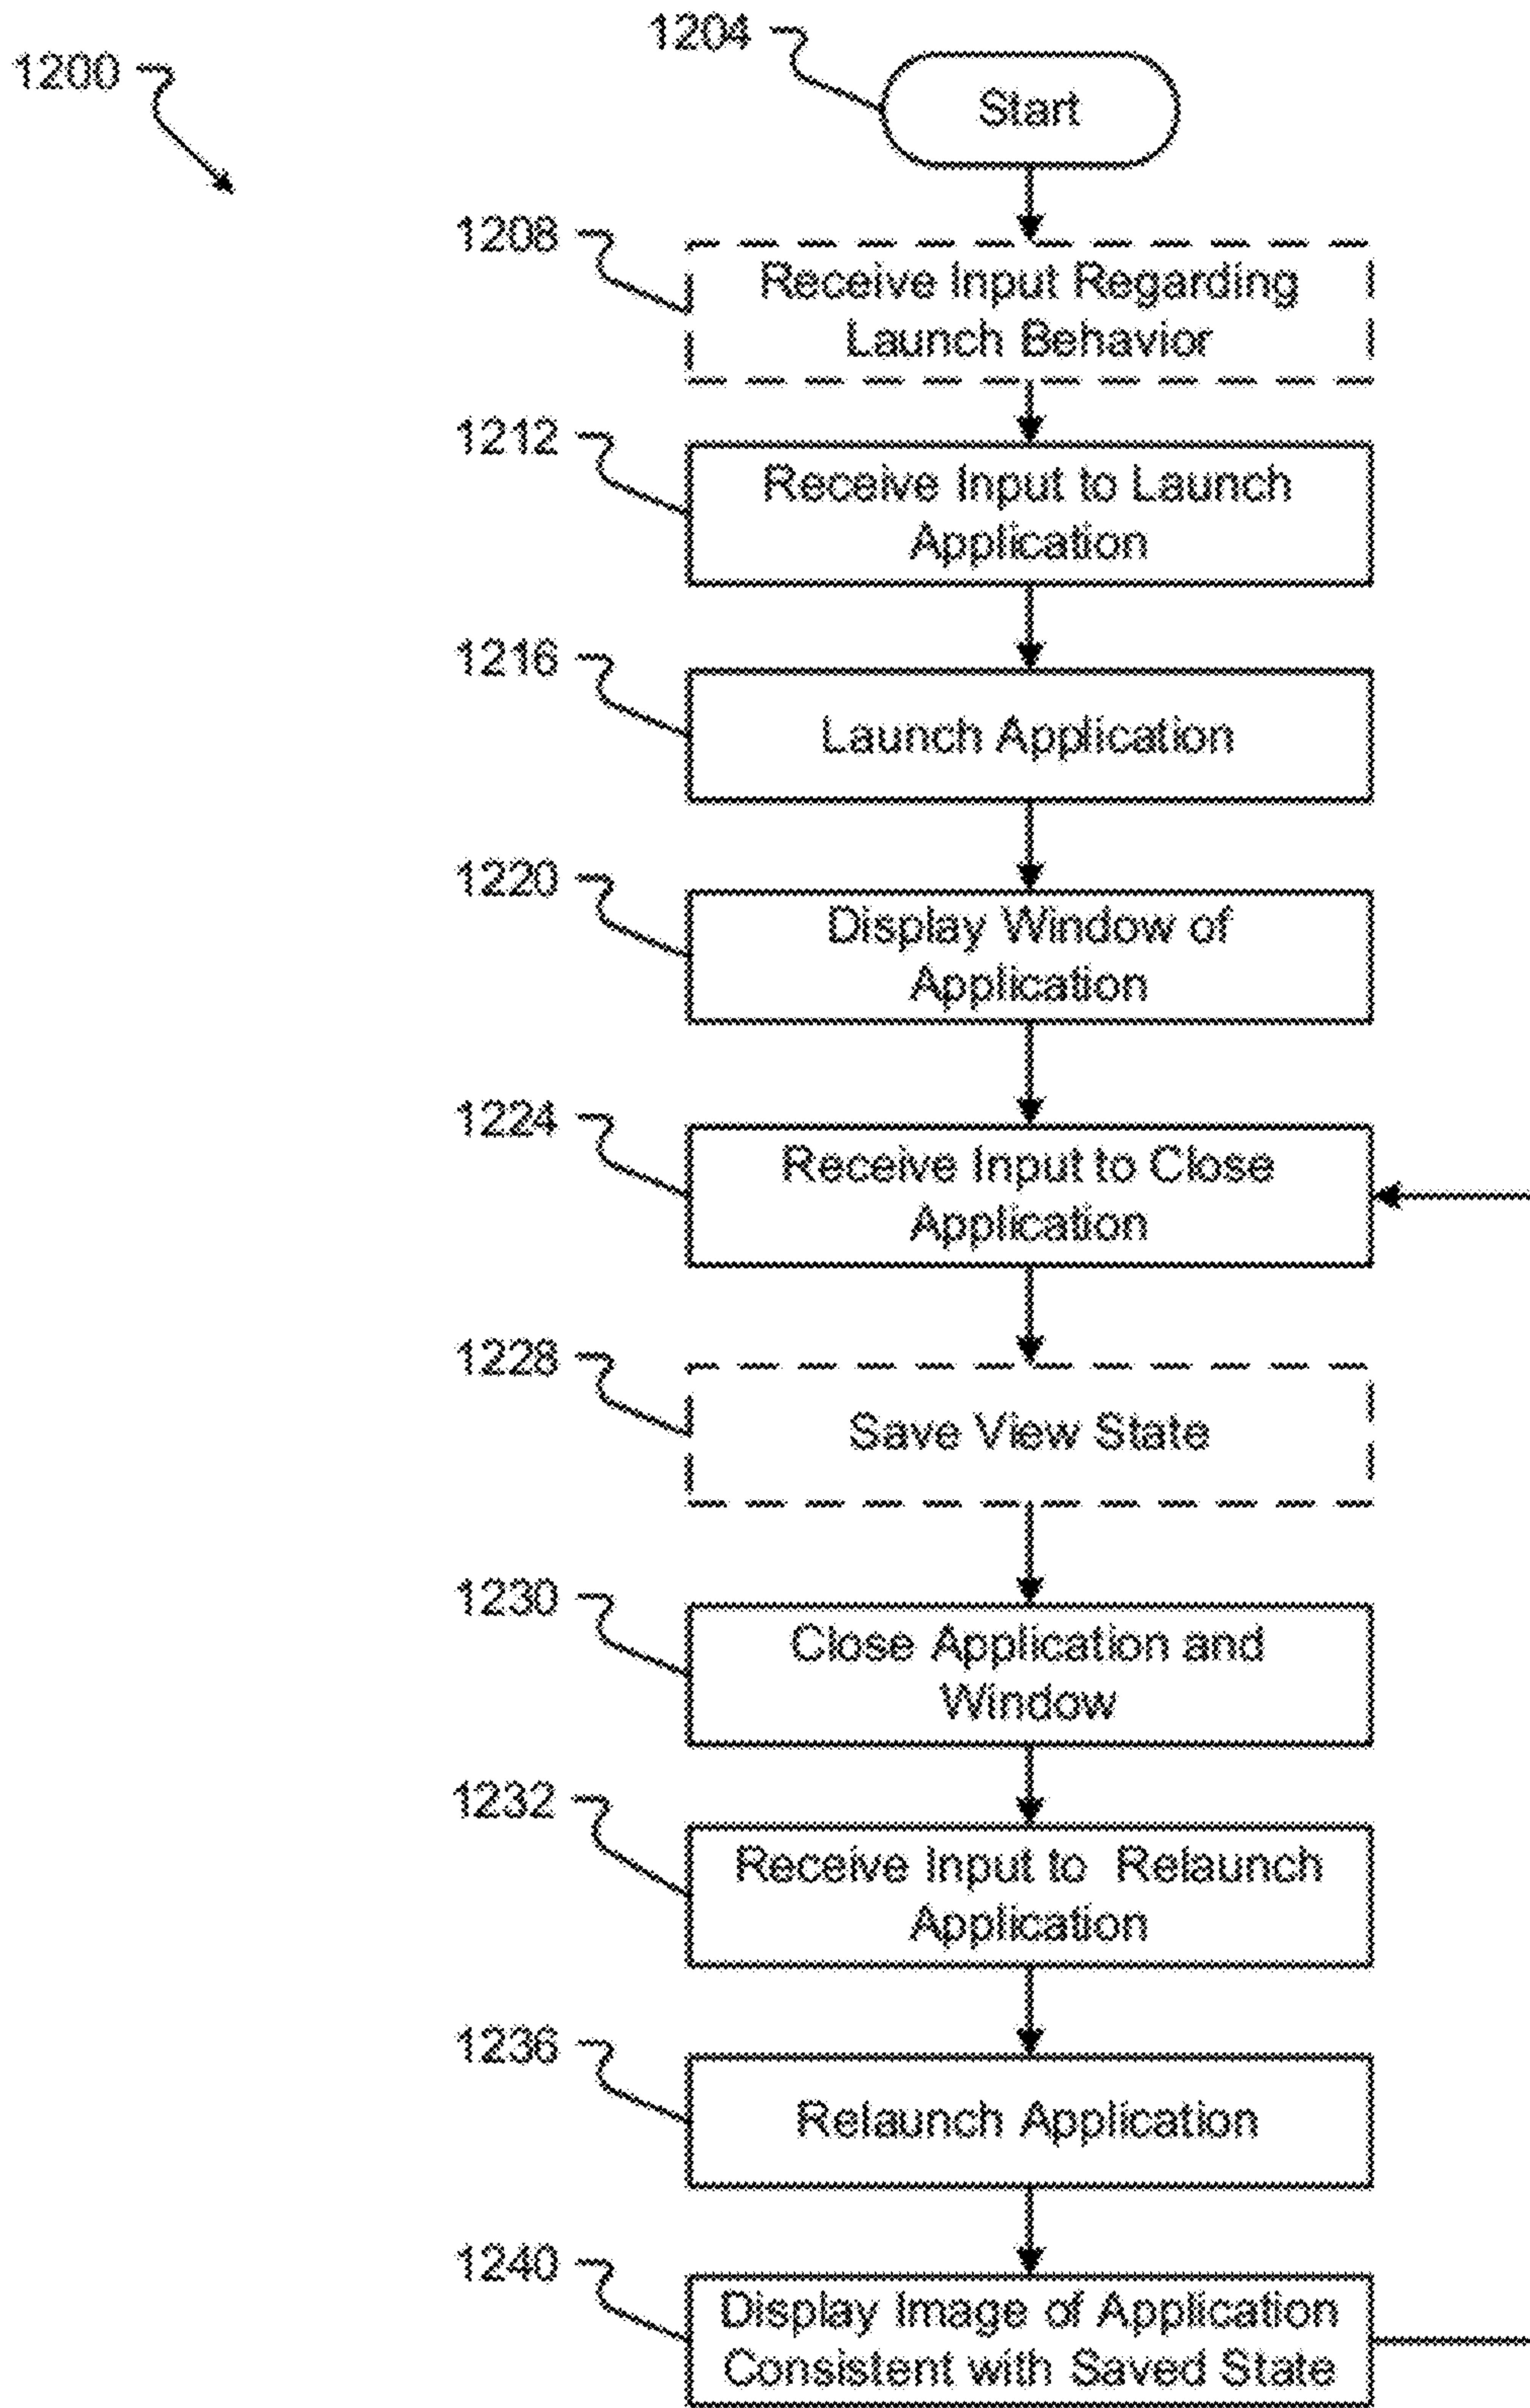 1200
1204
Start
1208
Receive Input Regarding
Launch Behavior
1212
Receive Input to Launch
Application
1216
Launch Application
1220
Display Window of
Application
1224
Receive Input to Close
Application
1228
Save View State
1230
Close Application and
Window
1232
Receive Input to Relaunch
Application
1236
Relaunch Application
1240
Display Image of Application
Consistent with Saved State